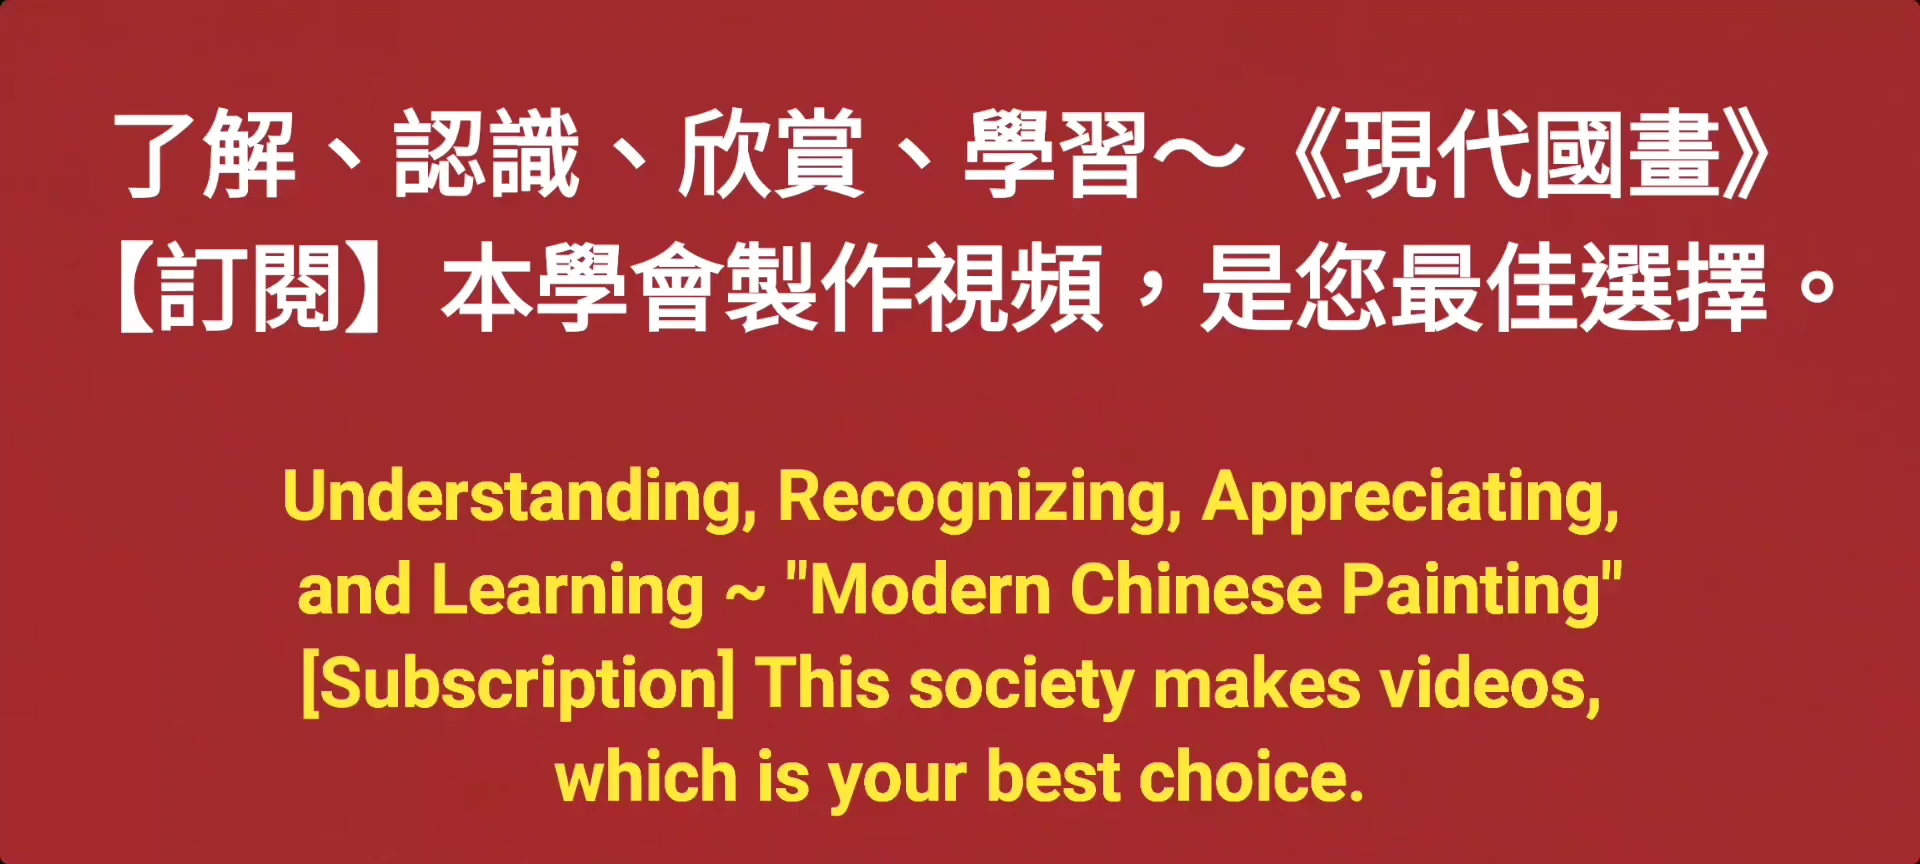 了解、認識、欣賞、學習～《現代國畫》
【訂閱】本學會製作視頻，是您最佳選擇。
Understanding, Recognizing, Appreciating,
and Learning ~ "Modern Chinese Painting"
[Subscription] This society makes videos,
which is your best choice.